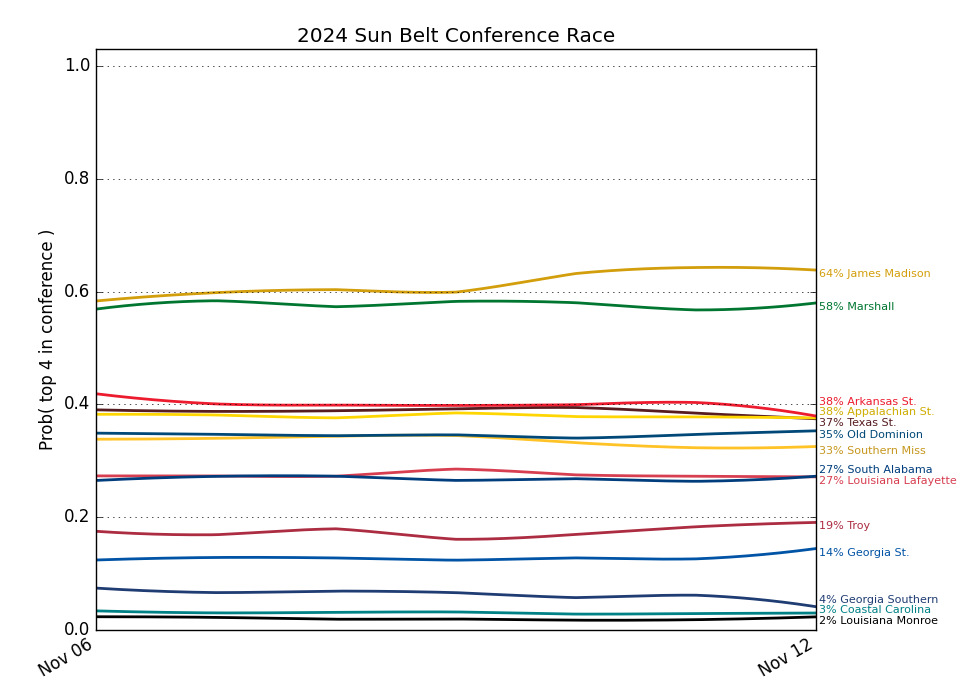 2024 Sun Belt Conference Race
Prob( top 4 in conference )
1.0
0.8
0.6
0.4
0.2
0.0
Nov 06
Nov 12
64% James Madison
58% Marshall
38% Arkansas St.
38% Appalachian St.
37% Texas St.
35% Old Dominion
33% Southern Miss
27% South Alabama
27% Louisiana Lafayette
19% Troy
14% Georgia St.
4% Georgia Southern
3% Coastal Carolina
2% Louisiana Monroe